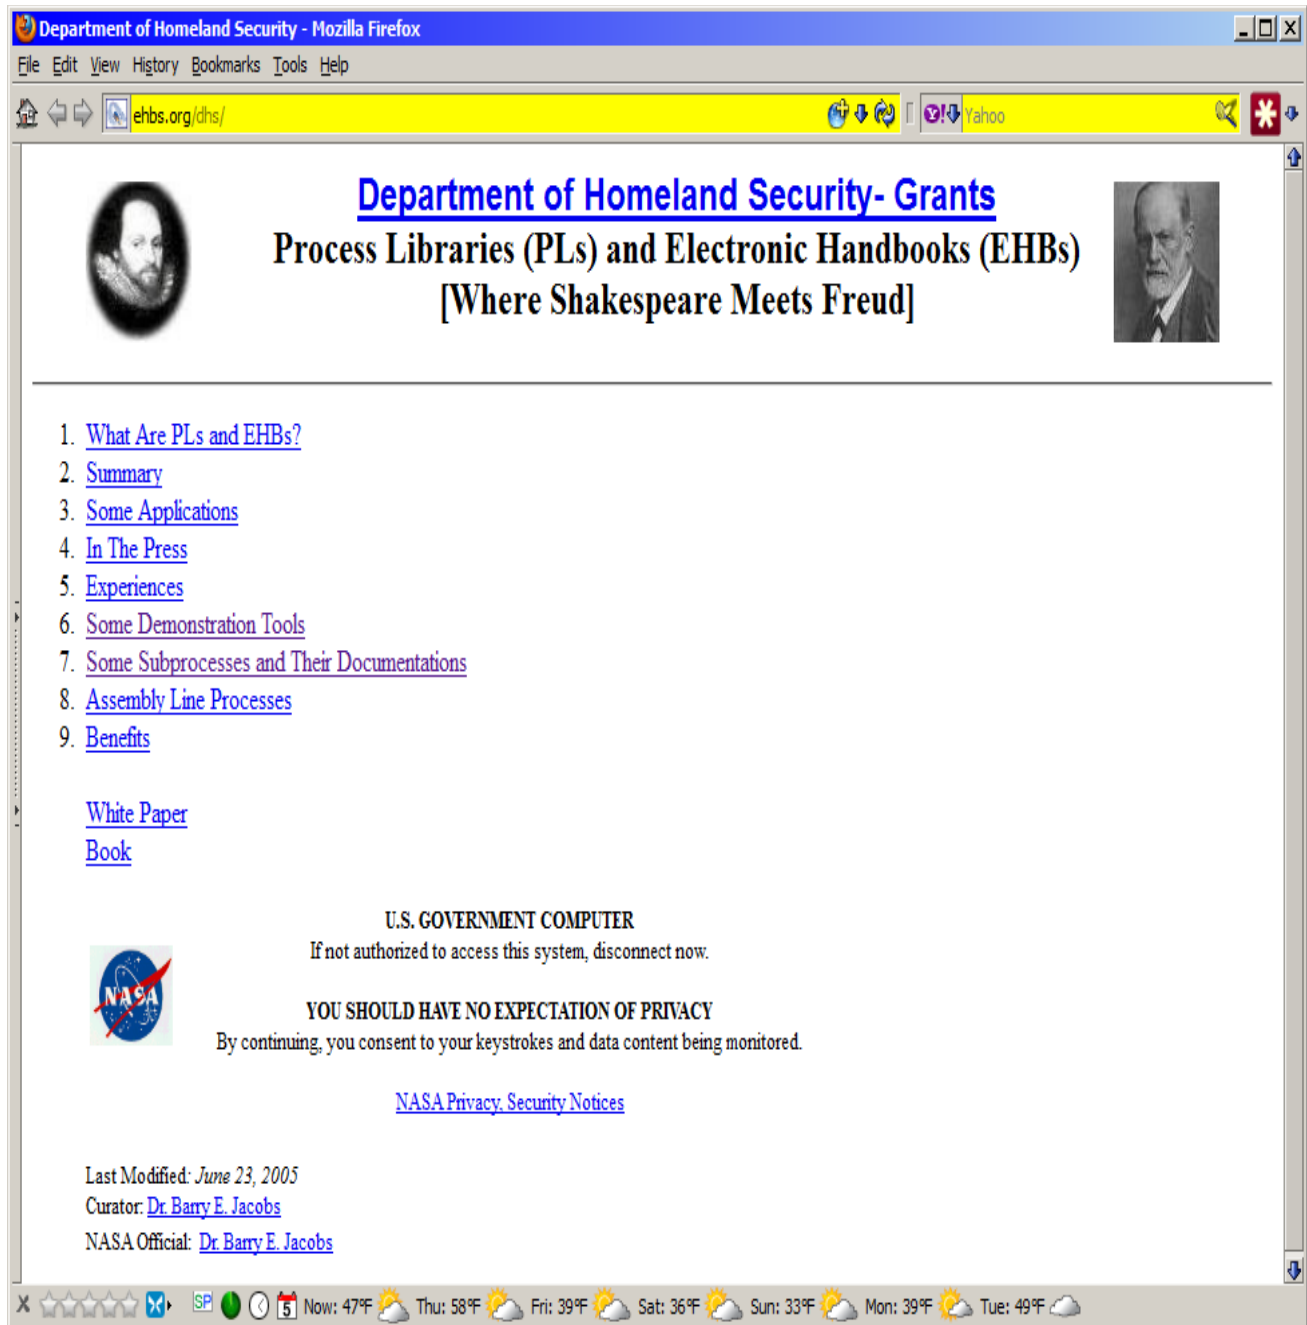 Department of Homeland Security - Mozilla Firefox
File Edit View History Bookmarks Tools Help
ehbs.org/dhs/
Yahoo
Department of Homeland Security- Grants
Process Libraries (PLs) and Electronic Handbooks (EHBs)
[Where Shakespeare Meets Freud]
1. What Are PLs and EHBs?
2. Summary
3. Some Applications
4. In The Press
5. Experiences
6. Some Demonstration Tools
7. Some Subprocesses and Their Documentations
8. Assembly Line Processes
9. Benefits
White Paper
Book
U.S. GOVERNMENT COMPUTER
If not authorized to access this system, disconnect now.
NASA
YOU SHOULD HAVE NO EXPECTATION OF PRIVACY
By continuing, you consent to your keystrokes and data content being monitored.
NASA Privacy, Security Notices
Last Modified: June 23, 2005
Curator: Dr. Barry E. Jacobs
NASA Official: Dr. Barry E. Jacobs
SP 5 Now: 47°F Thu: 58°F Fri: 39°F Sat: 36°F Sun: 33°F Mon: 39°F Tue: 49°F